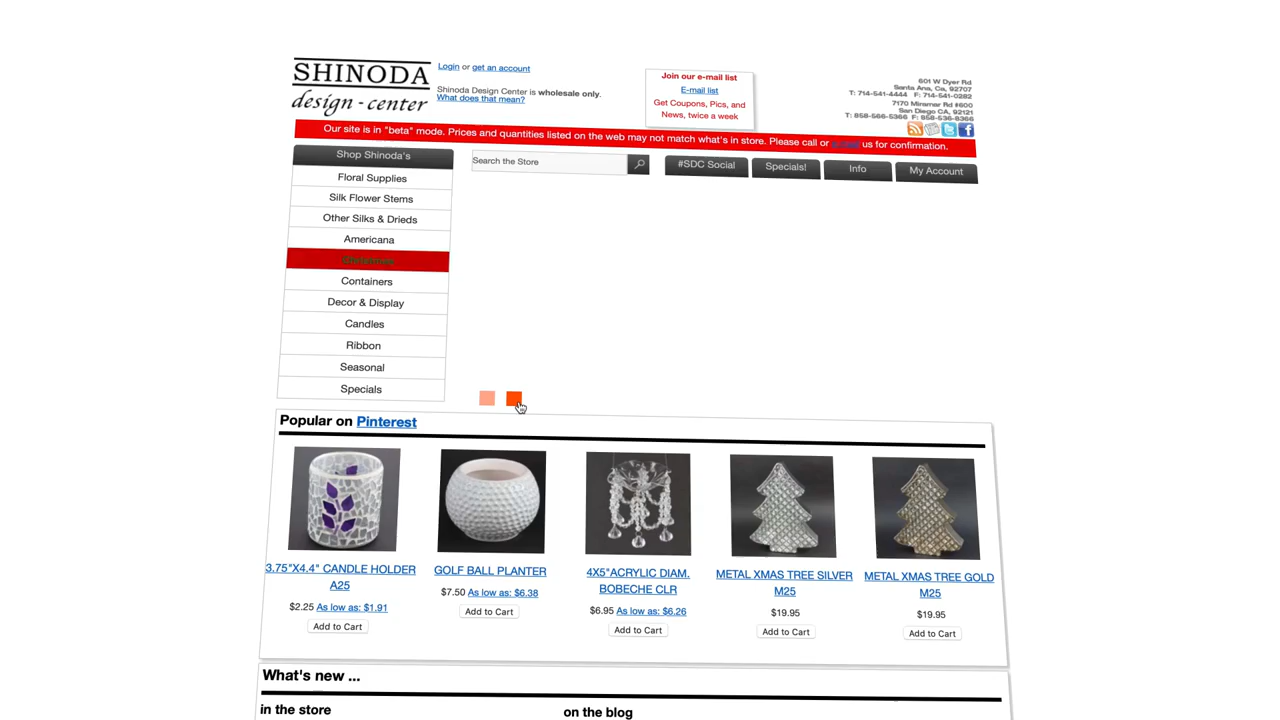 SHINODA
design-center
Login or get an account
Shinoda Design Center is wholesale only.
What does that mean?
Join our e-mail list
E-mail list
Get Coupons, Pics, and
News, twice a week
601 W Dyer Rd
Santa Ana, Ca, 92707
T: 714-541-4444 F: 714-541-0282
7170 Miramar Rd #600
San Diego CA, 92121
T: 858-566-5366 F: 858-536-8366
Our site is in "beta" mode. Prices and quantities listed on the web may not match what's in store. Please call or us for confirmation.
Shop Shinoda's
Search the Store
#SDC Social
Specials!
Info
My Account
Floral Supplies
Silk Flower Stems
Other Silks & Drieds
Americana
Christmas
Containers
Decor & Display
Candles
Ribbon
Seasonal
Specials
Popular on Pinterest
3.75"X4.4" CANDLE HOLDER
A25
$2.25 As low as: $1.91
Add to Cart
GOLF BALL PLANTER
$7.50 As low as: $6.38
Add to Cart
4X5"ACRYLIC DIAM.
BOBECHE CLR
$6.95 As low as: $6.26
Add to Cart
METAL XMAS TREE SILVER
M25
$19.95
Add to Cart
METAL XMAS TREE GOLD
M25
$19.95
Add to Cart
What's new ...
in the store
on the blog